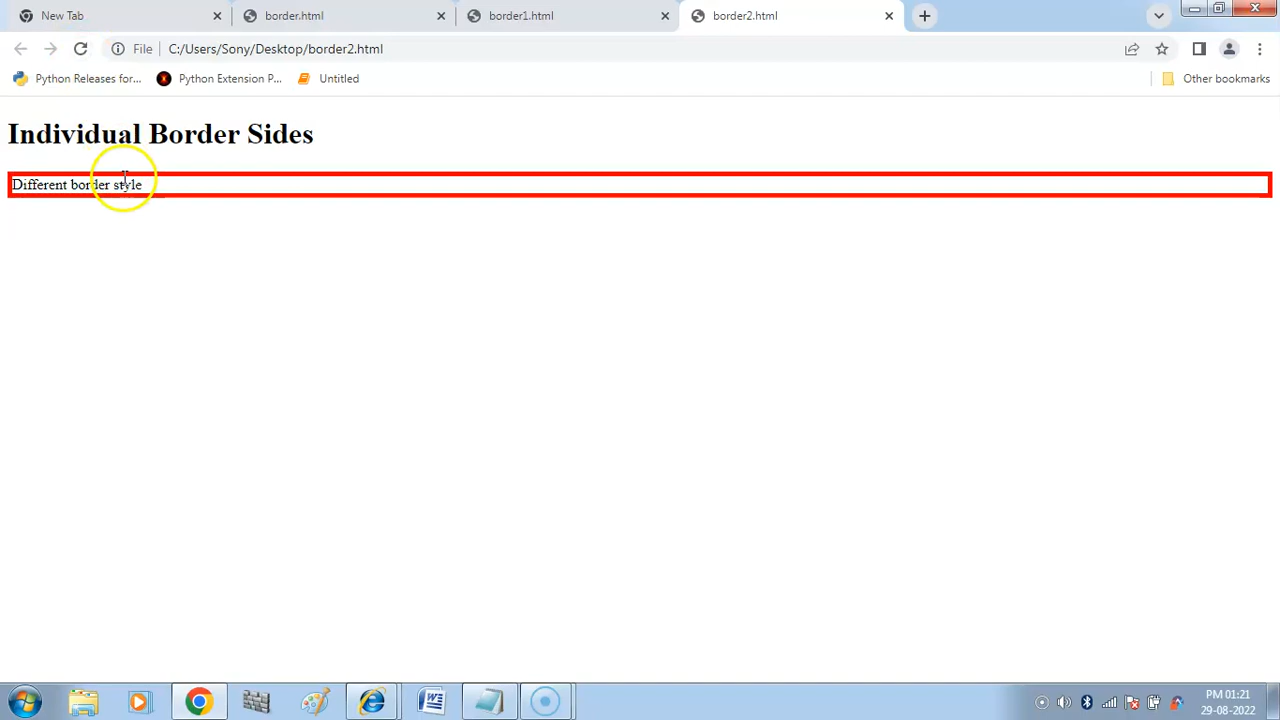 New Tab
border.html
border1.html
border2.html
File
C:/Users/Sony/Desktop/border2.html
Python Releases for...
Python Extension P...
Untitled
Other bookmarks
Individual Border Sides
Different border style
PM 01:21
29-08-2022